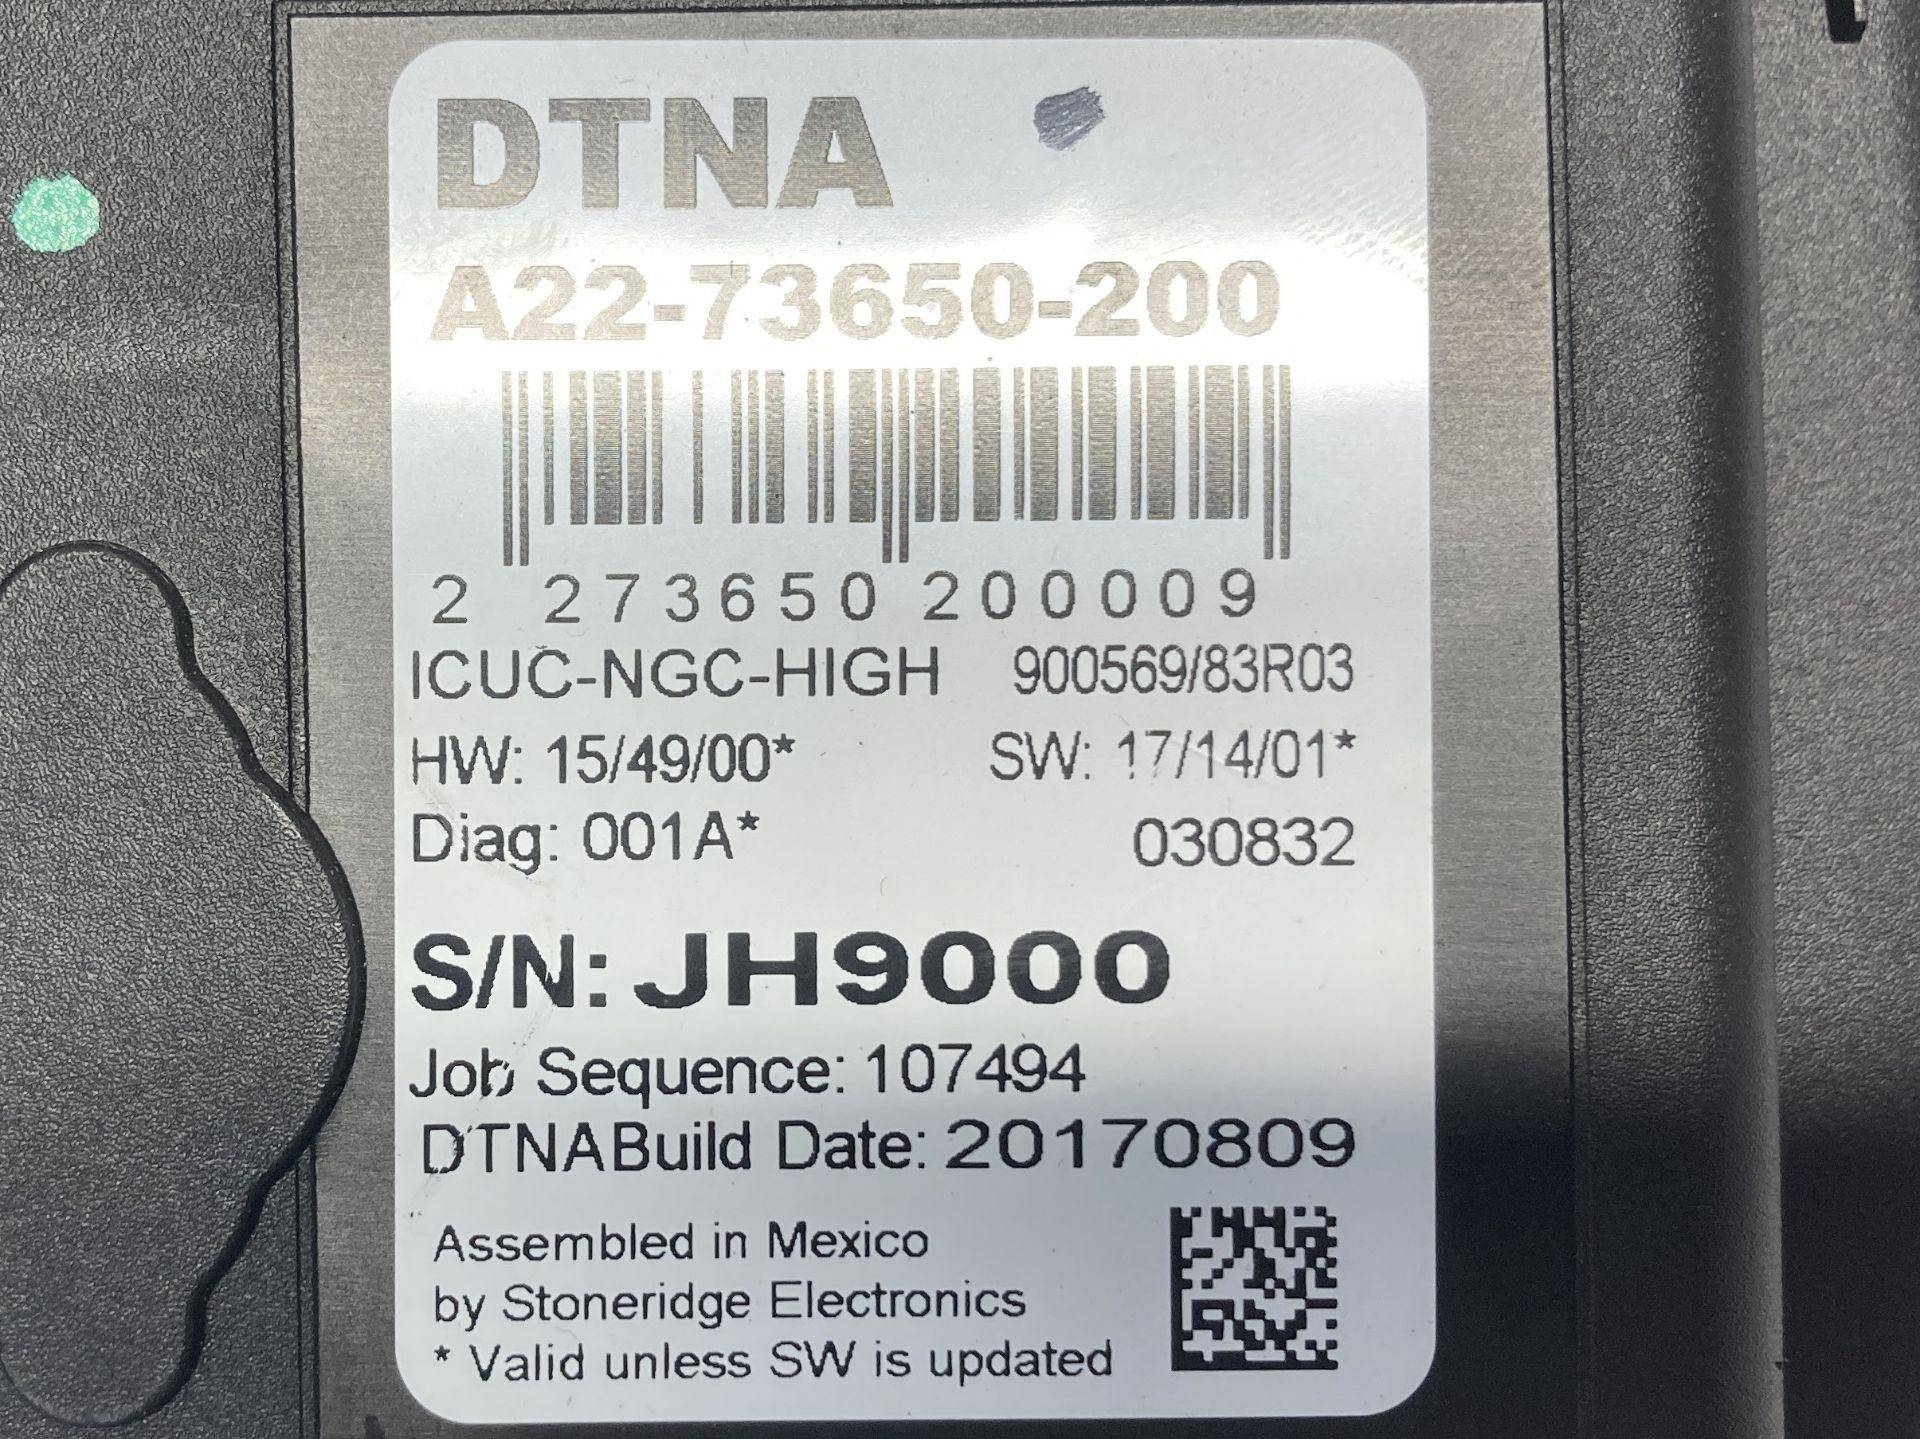 DTNA
A22-73650-200
2 273650 200009
ICUC-NGC-HIGH 900569/83R03
HW: 15/49/00* SW: 17/14/01*
Diag: 001A* 030832
S/N: JH9000
Job Sequence: 107494
DTNABuild Date: 20170809
Assembled in Mexico
by Stoneridge Electronics
* Valid unless SW is updated